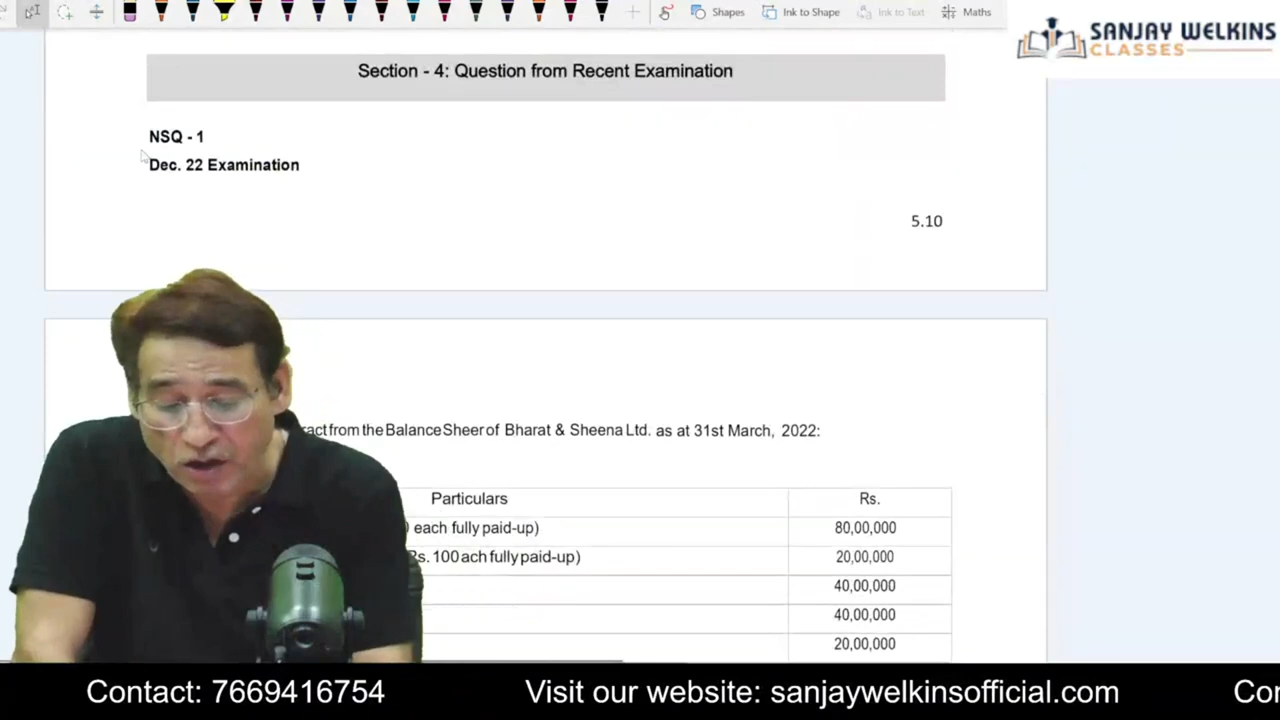 Shapes Ink to Shape Ink to Text Maths
SANJAY WELKINS
CLASSES
Section - 4: Question from Recent Examination
NSQ - 1
Dec. 22 Examination
5.10
from the Balance Sheer of Bharat & Sheena Ltd. as at 31st March, 2022:
Particulars Rs.
each fully paid-up) 80,00,000
Rs. 100 ach fully paid-up) 20,00,000
40,00,000
40,00,000
20,00,000
Contact: 7669416754 Visit our website: sanjaywelkinsofficial.com